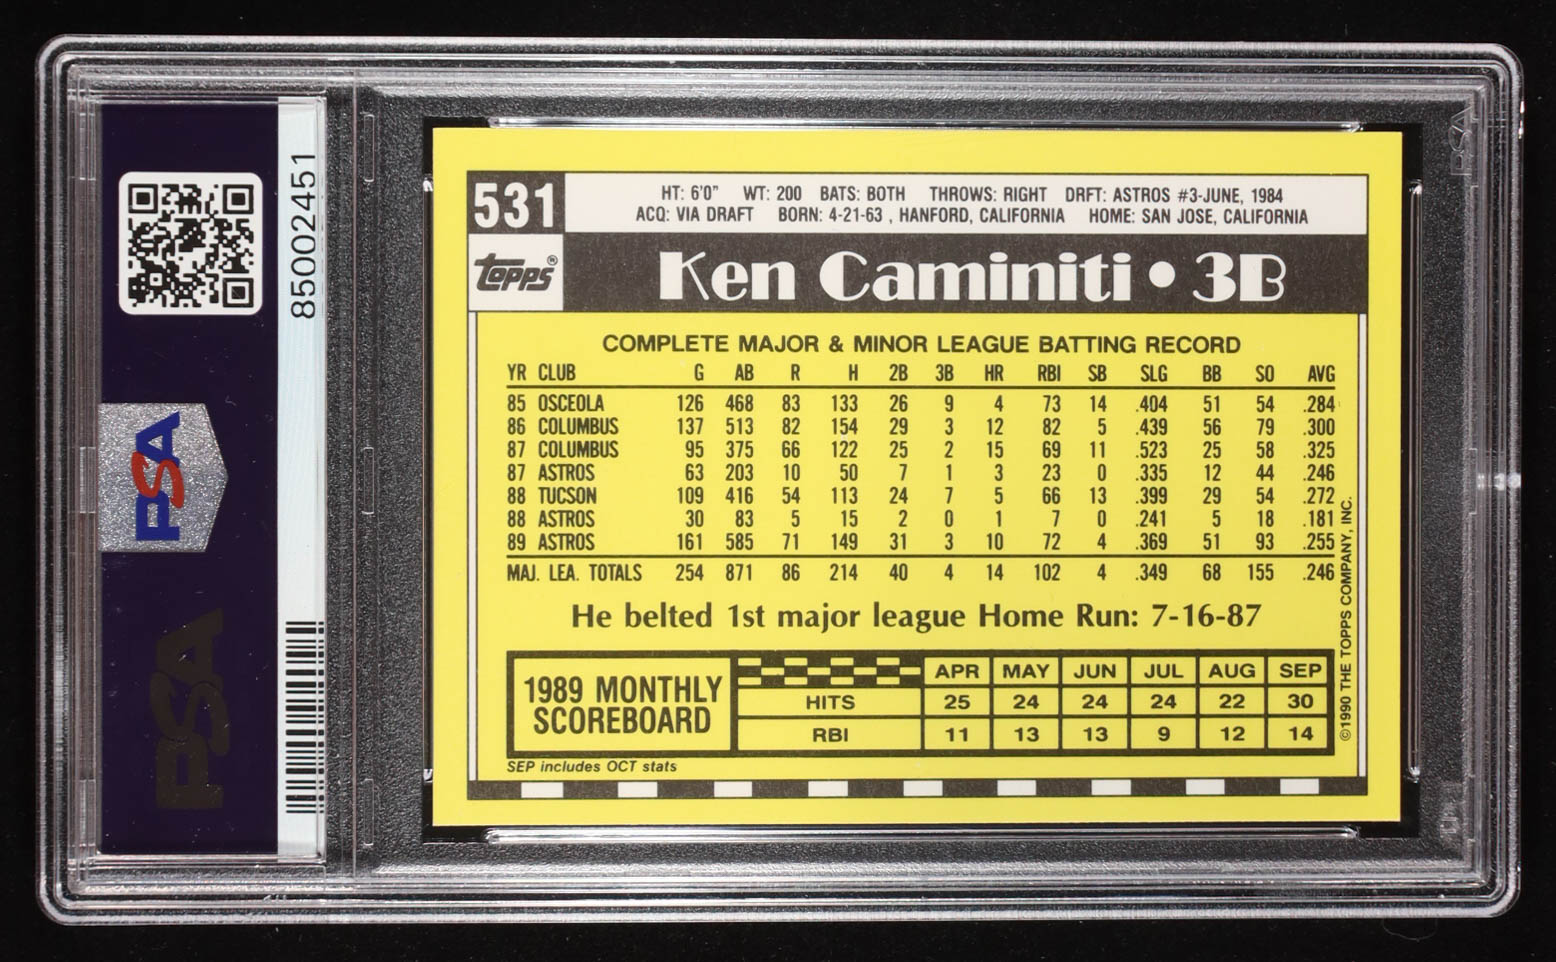 531
HT: 6'0" WT: 200 BATS: BOTH THROWS: RIGHT DRFT: ASTROS #3-JUNE, 1984
ACQ: VIA DRAFT BORN: 4-21-63 , HANFORD, CALIFORNIA HOME: SAN JOSE, CALIFORNIA
topps®
Ken Caminiti • 3B
COMPLETE MAJOR & MINOR LEAGUE BATTING RECORD
YR CLUB G AB R H 2B 3B HR RBI SB SLG BB SO AVG
85 OSCEOLA 126 468 83 133 26 9 4 73 14 .404 51 54 .284
86 COLUMBUS 137 513 82 154 29 3 12 82 5 .439 56 79 .300
87 COLUMBUS 95 375 66 122 25 2 15 69 11 .523 25 58 .325
87 ASTROS 63 203 10 50 7 1 3 23 0 .335 12 44 .246
88 TUCSON 109 416 54 113 24 7 5 66 13 .399 29 54 .272
88 ASTROS 30 83 5 15 2 0 1 7 0 .241 5 18 .181
89 ASTROS 161 585 71 149 31 3 10 72 4 .369 51 93 .255
MAJ. LEA. TOTALS 254 871 86 214 40 4 14 102 4 .349 68 155 .246
He belted 1st major league Home Run: 7-16-87
1989 MONTHLY SCOREBOARD
APR MAY JUN JUL AUG SEP
HITS 25 24 24 24 22 30
RBI 11 13 13 9 12 14
SEP includes OCT stats
©1990 THE TOPPS COMPANY, INC.
85002451
PSA
PSA
PSA